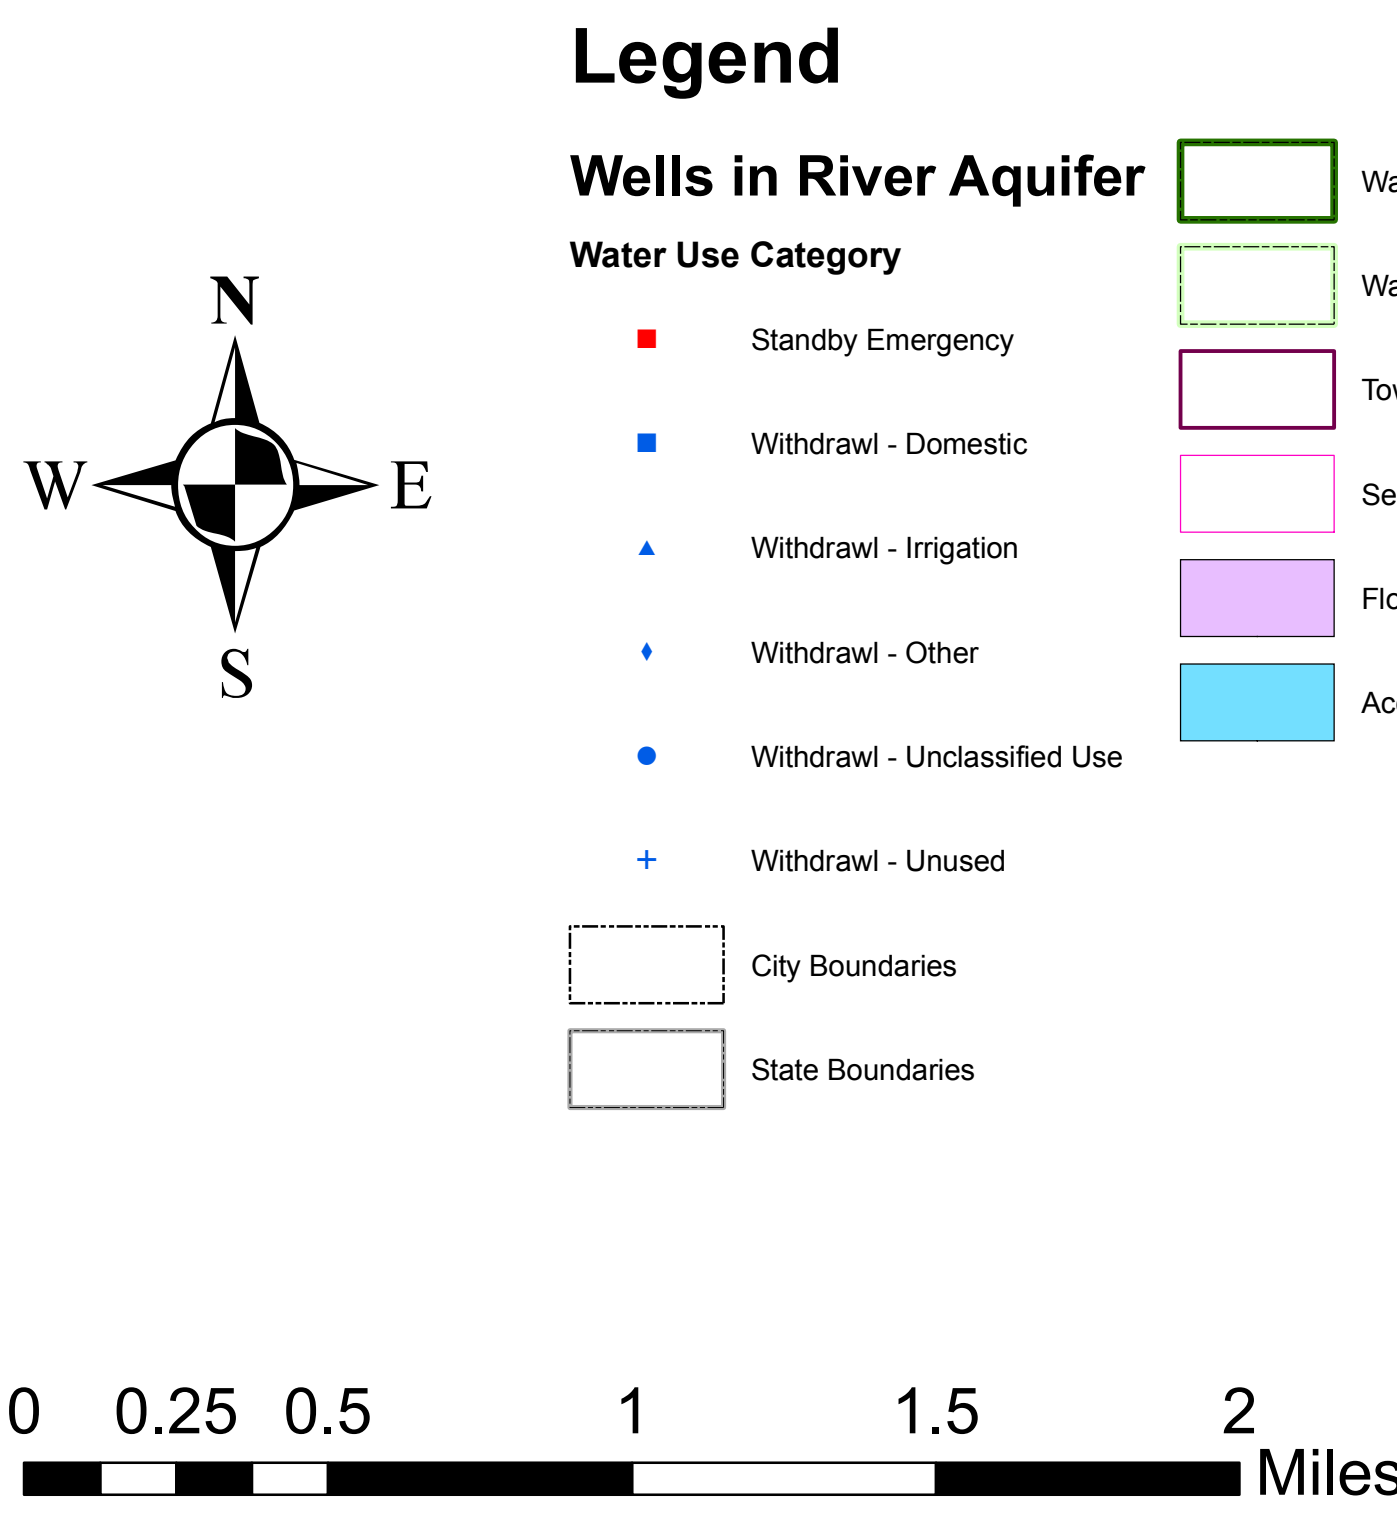 Legend
Wells in River Aquifer
Water Use Category
Standby Emergency
Withdrawl - Domestic
Withdrawl - Irrigation
Withdrawl - Other
Withdrawl - Unclassified Use
Withdrawl - Unused
City Boundaries
State Boundaries
N
W E
S
0 0.25 0.5 1 1.5 2
Miles